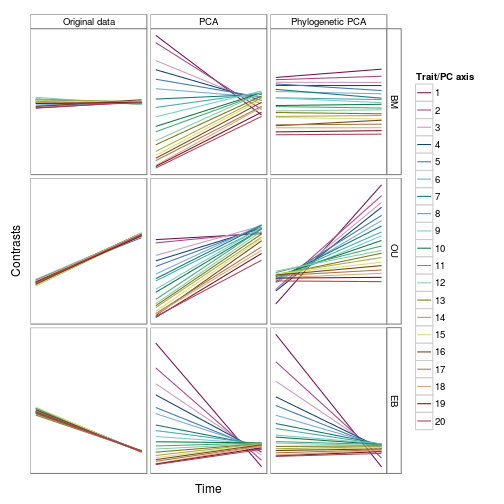 Original data
PCA
Phylogenetic PCA
BM
OU
EB
Contrasts
Time
Trait/PC axis
1
2
3
4
5
6
7
8
9
10
11
12
13
14
15
16
17
18
19
20